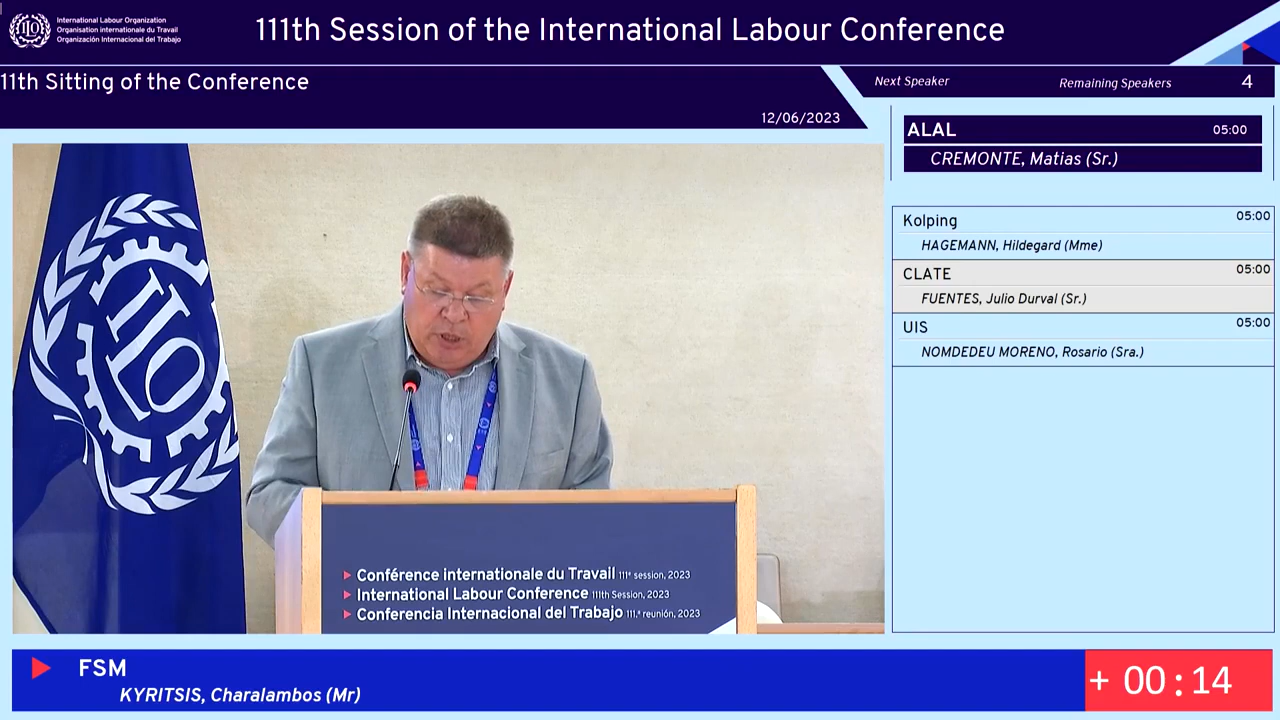 International Labour Organization
Organisation internationale du Travail
Organización Internacional del Trabajo
111th Session of the International Labour Conference
11th Sitting of the Conference
12/06/2023
Next Speaker
Remaining Speakers
4
ALAL 05:00
CREMONTE, Matias (Sr.)
Kolping 05:00
HAGEMANN, Hildegard (Mme)
CLATE 05:00
FUENTES, Julio Durval (Sr.)
UIS 05:00
NOMDEDEU MORENO, Rosario (Sra.)
ILO
Conférence internationale du Travail 111e session, 2023
International Labour Conference 111th Session, 2023
Conferencia Internacional del Trabajo 111.ª reunión, 2023
FSM
KYRITSIS, Charalambos (Mr)
+ 00:14